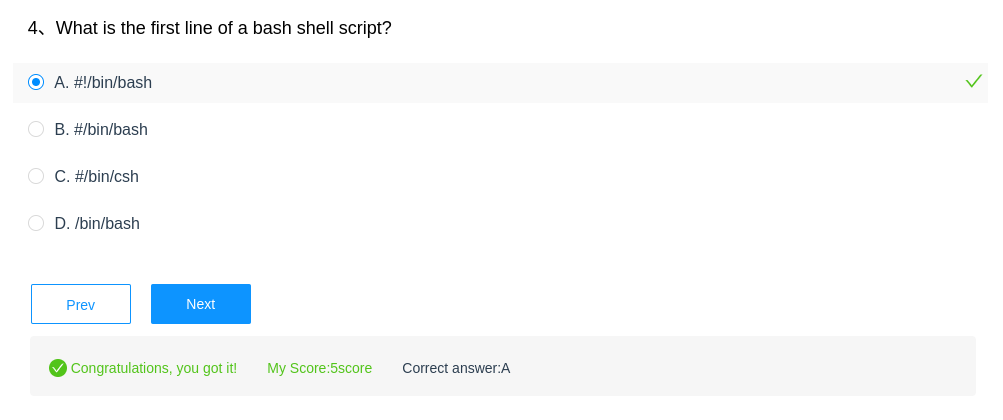 4、What is the first line of a bash shell script?
A. #!/bin/bash
B. #/bin/bash
C. #/bin/csh
D. /bin/bash
Prev Next
Congratulations, you got it! My Score:5score Correct answer:A